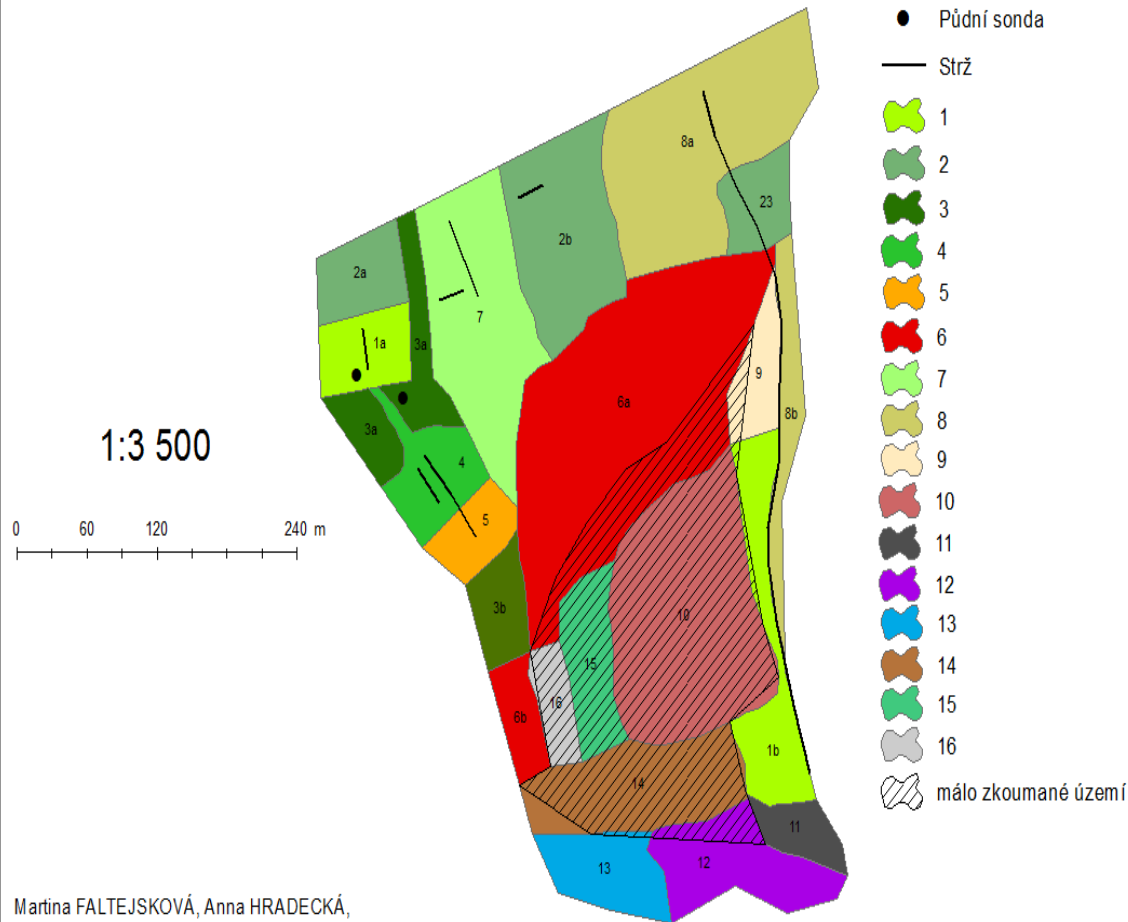 Půdní sonda
Strž
1
2
3
4
5
6
7
8
9
10
11
12
13
14
15
16
málo zkoumané území
8a
23
2b
2a
7
1a
3a
3a
4
5
6a
9
8b
3b
10
15
16
6b
1b
14
11
12
13
1:3 500
0 60 120 240 m
Martina FALTEJSKOVÁ, Anna HRADECKÁ,